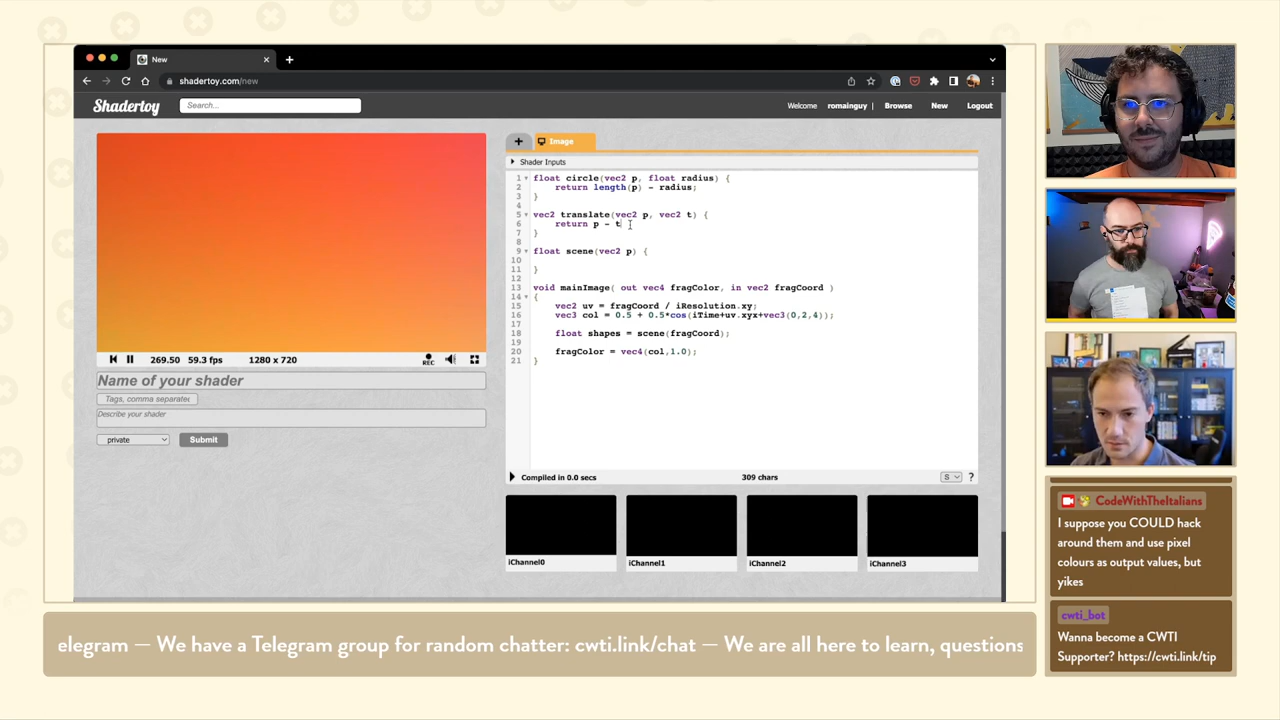 New
shadertoy.com/new
Shadertoy
Search...
Welcome romainguy | Browse New Logout
+ Image
Shader Inputs
1 float circle(vec2 p, float radius) {
2 return length(p) - radius;
3 }
4
5 vec2 translate(vec2 p, vec2 t) {
6 return p - t
7 }
8
9 float scene(vec2 p) {
10
11 }
12
13 void mainImage( out vec4 fragColor, in vec2 fragCoord )
14 {
15 vec2 uv = fragCoord / iResolution.xy;
16 vec3 col = 0.5 + 0.5*cos(iTime+uv.xyx+vec3(0,2,4));
17
18 float shapes = scene(fragCoord);
19
20 fragColor = vec4(col,1.0);
21 }
269.50 59.3 fps 1280 x 720
REC
Name of your shader
Tags, comma separated
Describe your shader
private Submit
Compiled in 0.0 secs 309 chars S ?
iChannel0 iChannel1 iChannel2 iChannel3
CodeWithTheItalians
I suppose you COULD hack
around them and use pixel
colours as output values, but
yikes
cwti_bot
Wanna become a CWTI
Supporter? https://cwti.link/tip
elegram — We have a Telegram group for random chatter: cwti.link/chat — We are all here to learn, questions